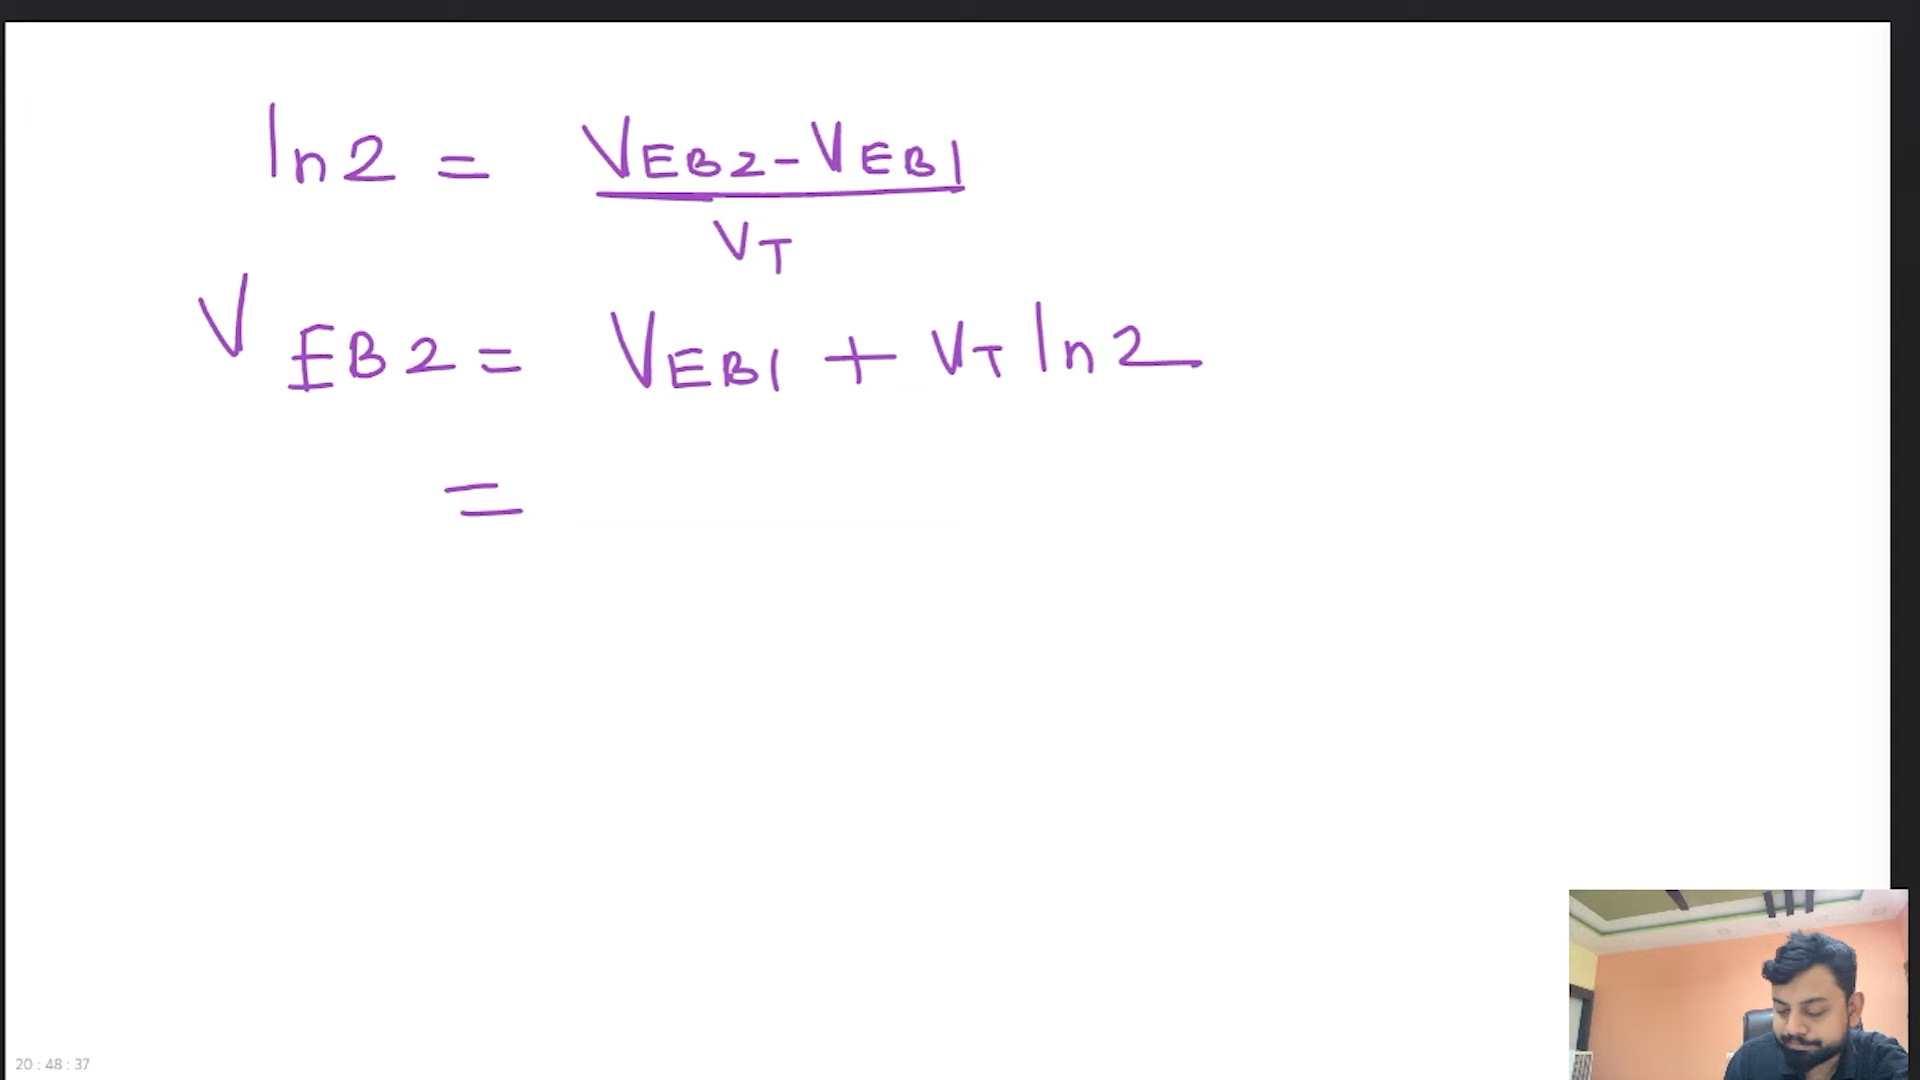 ln2 = VEB2-VEB1
VT
VEB2 = VEB1 + VT ln2
=
20 : 48 : 37